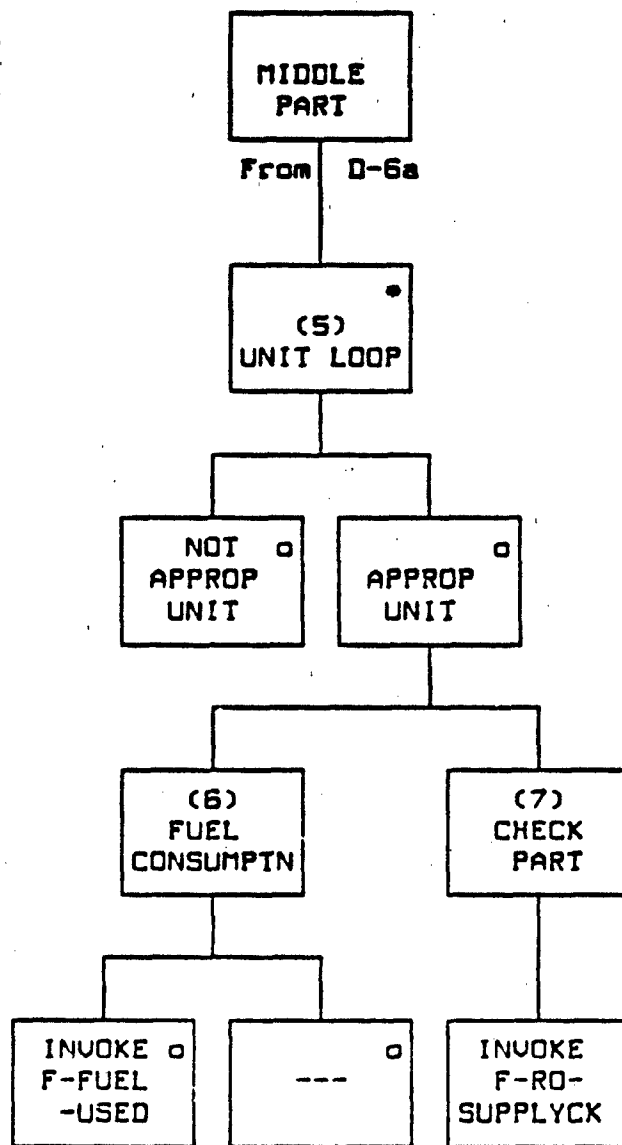 MIDDLE
PART
From D-6a
*
(5)
UNIT LOOP
NOT o
APPROP
UNIT
o
APPROP
UNIT
(6)
FUEL
CONSUMPTN
(7)
CHECK
PART
INVOKE o
F-FUEL
-USED
o
---
INVOKE
F-RO-
SUPPLYCK